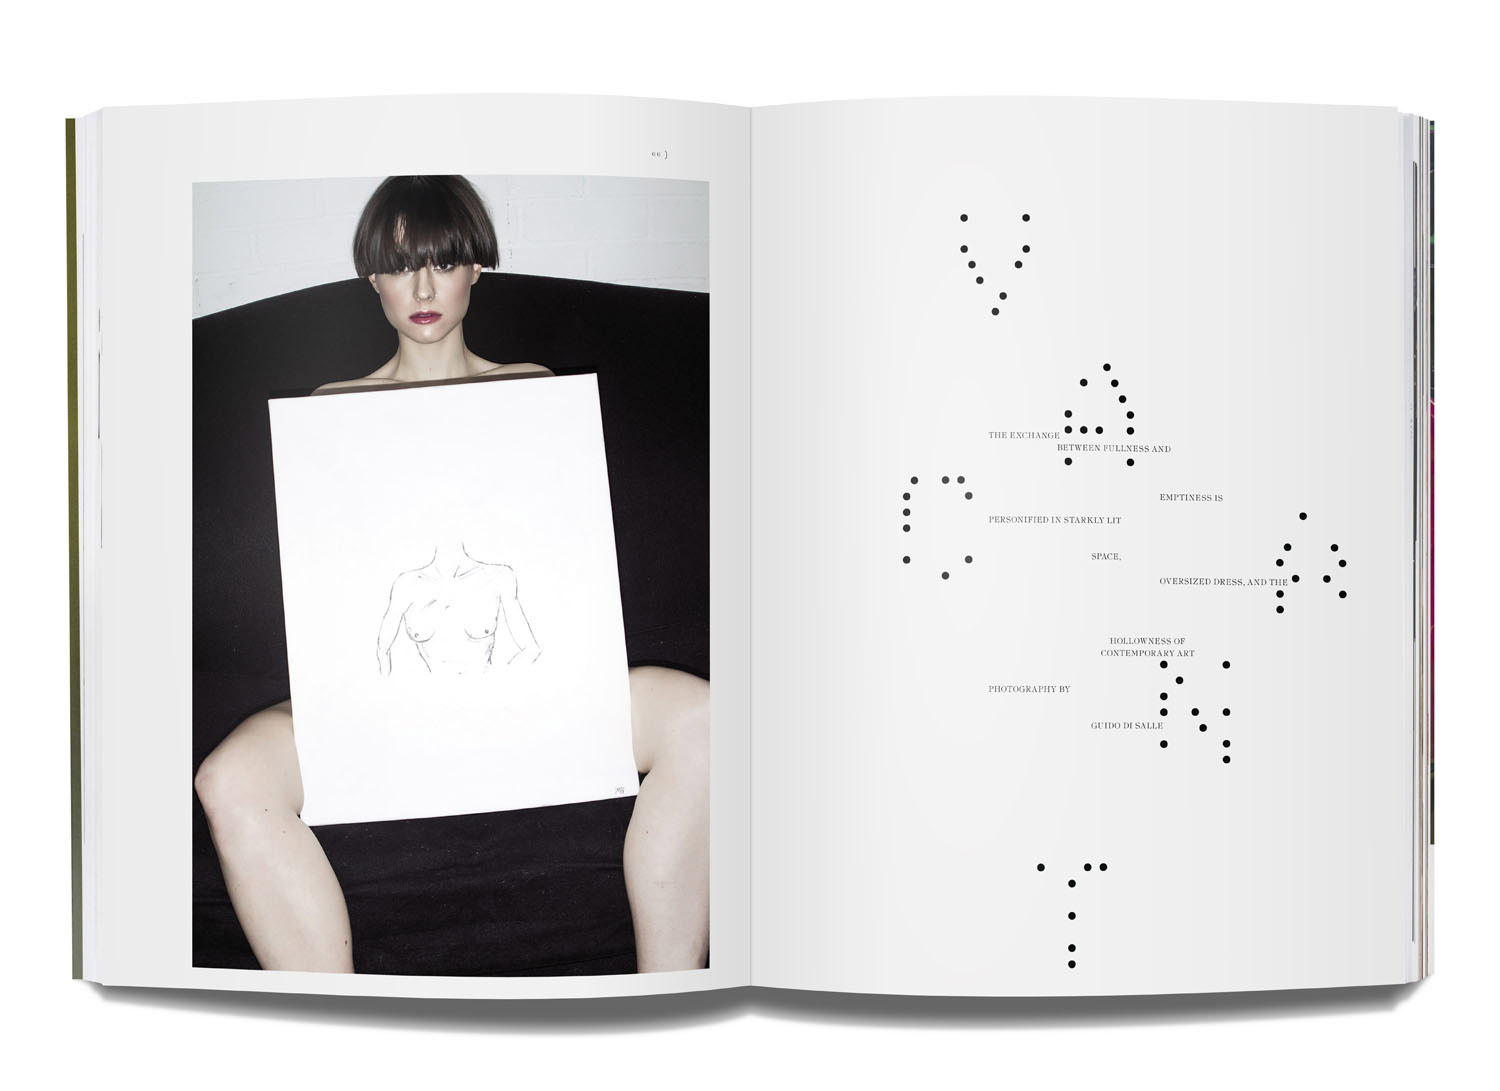 66 )
V
A
THE EXCHANGE
BETWEEN FULLNESS AND
C
EMPTINESS IS
PERSONIFIED IN STARKLY LIT
A
SPACE,
OVERSIZED DRESS, AND THE
HOLLOWNESS OF
CONTEMPORARY ART
N
PHOTOGRAPHY BY
GUIDO DI SALLE
T